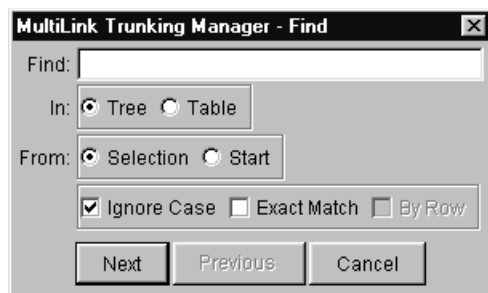 MultiLink Trunking Manager - Find
Find:
In: Tree Table
From: Selection Start
Ignore Case Exact Match By Row
Next Previous Cancel